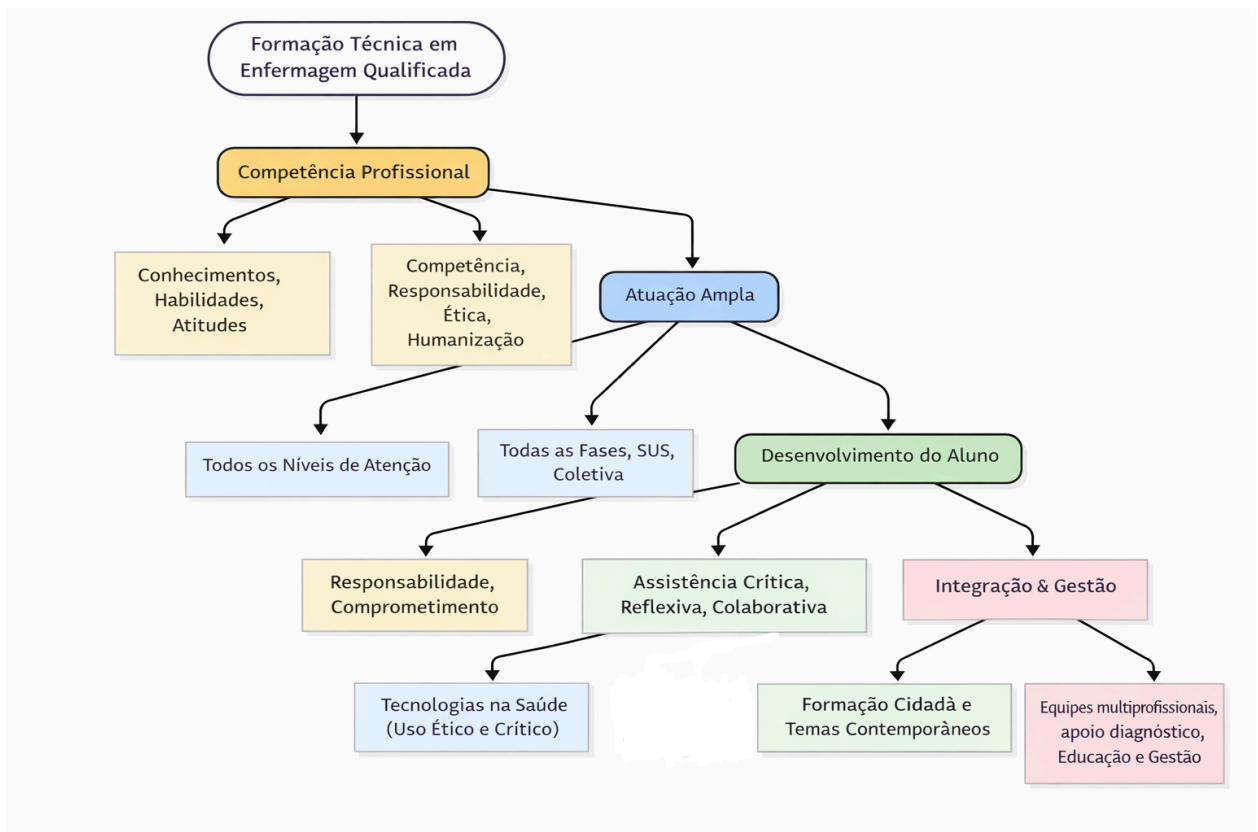 Formação Técnica em
Enfermagem Qualificada
Competência Profissional
Conhecimentos,
Habilidades,
Atitudes
Competência,
Responsabilidade,
Ética,
Humanização
Atuação Ampla
Todos os Níveis de Atenção
Todas as Fases, SUS,
Coletiva
Desenvolvimento do Aluno
Responsabilidade,
Comprometimento
Assistência Crítica,
Reflexiva, Colaborativa
Integração & Gestão
Tecnologias na Saúde
(Uso Ético e Crítico)
Formação Cidadà e
Temas Contemporàneos
Equipes multiprofissionais,
apoio diagnóstico,
Educação e Gestão